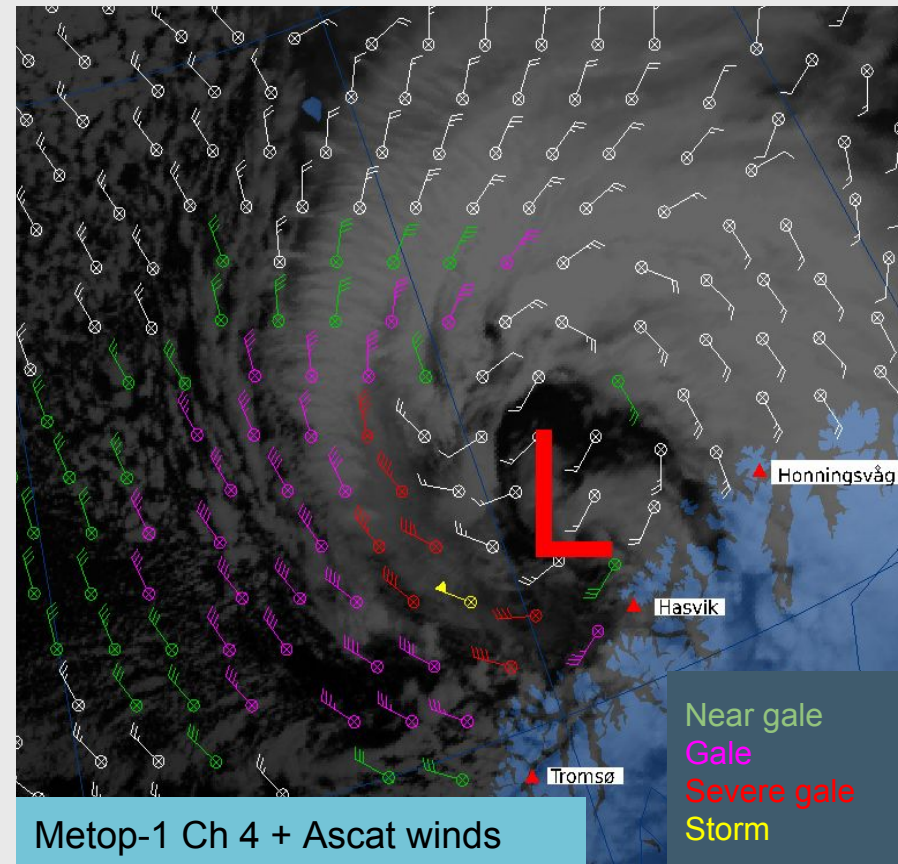 L
Honningsvåg
Hasvik
Tromsø
Near gale
Gale
Severe gale
Storm
Metop-1 Ch 4 + Ascat winds